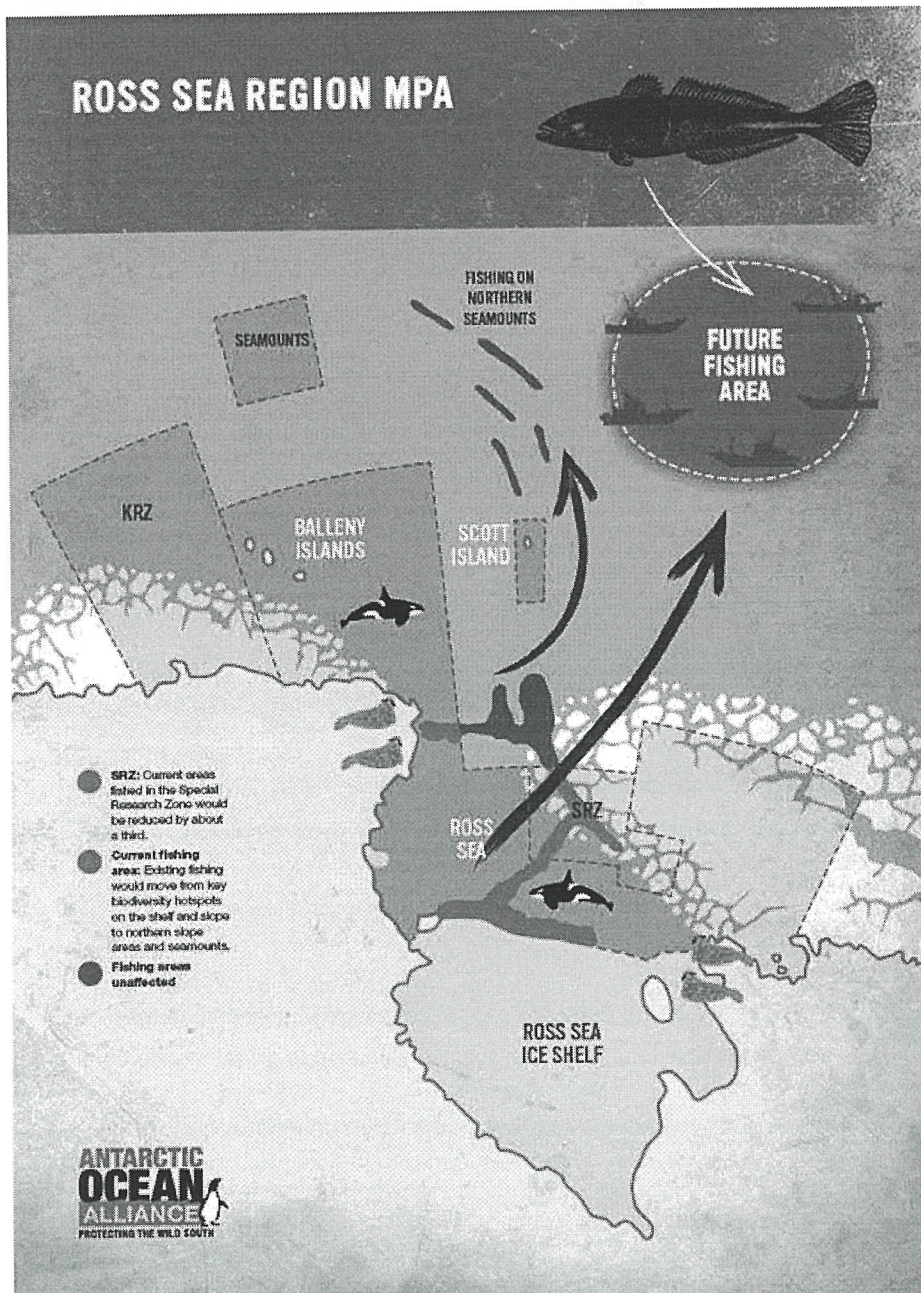 ROSS SEA REGION MPA
FISHING ON
NORTHERN
SEAMOUNTS
SEAMOUNTS
FUTURE
FISHING
AREA
KRZ
BALLENY
ISLANDS
SCOTT
ISLAND
SRZ: Current areas
fished in the Special
Research Zone would
be reduced by about
a third.
Current fishing
area: Existing fishing
would move from key
biodiversity hotspots
on the shelf and slope
to northern slope
areas and seamounts.
Fishing areas
unaffected
SRZ
ROSS
SEA
ROSS SEA
ICE SHELF
ANTARCTIC
OCEAN
ALLIANCE
PROTECTING THE WILD SOUTH